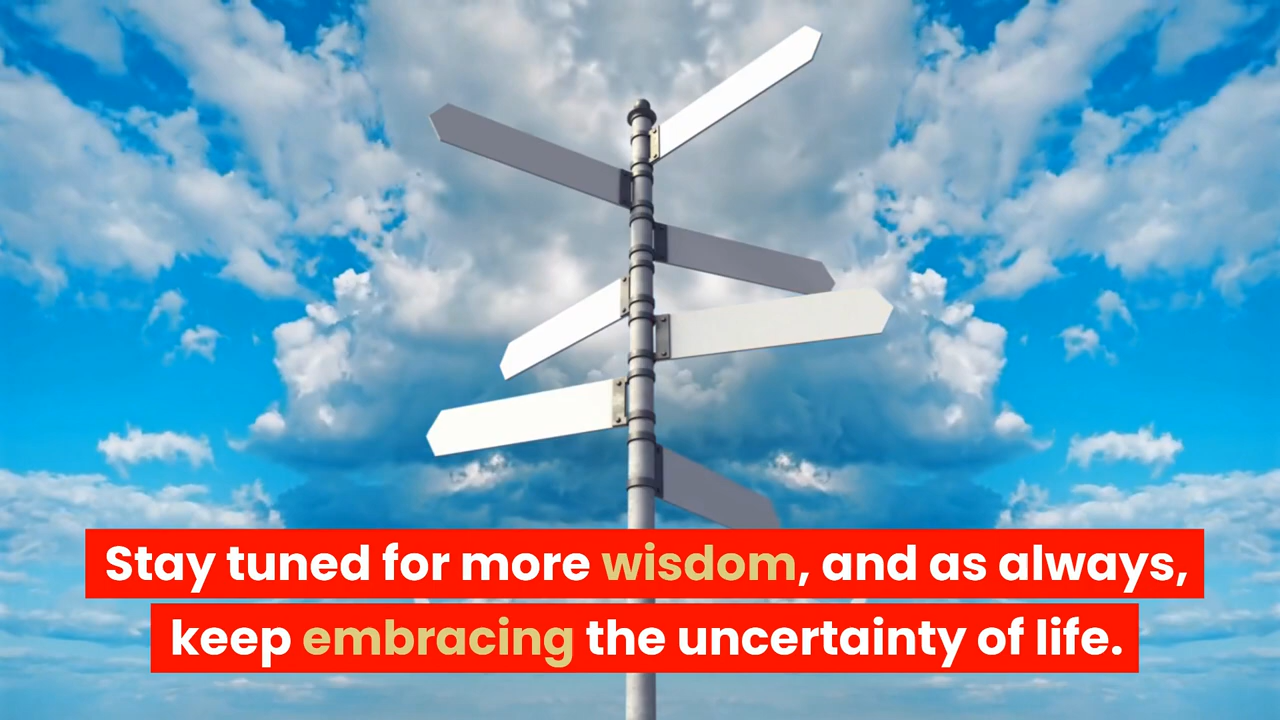 Stay tuned for more wisdom, and as always,
keep embracing the uncertainty of life.